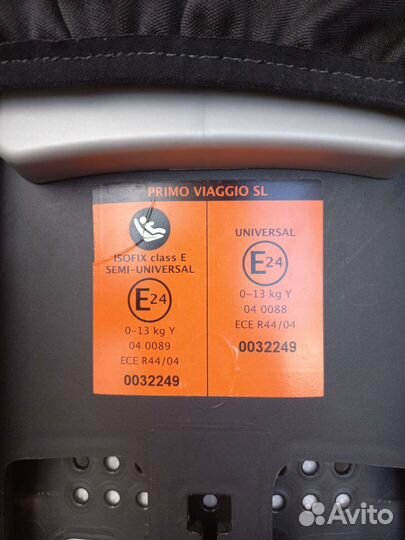 PRIMO VIAGGIO SL
ISOFIX class E
SEMI-UNIVERSAL
E24
0-13 kg Y
04 0089
ECE R44/04
0032249
UNIVERSAL
E24
0-13 kg Y
04 0088
ECE R44/04
0032249
Avito